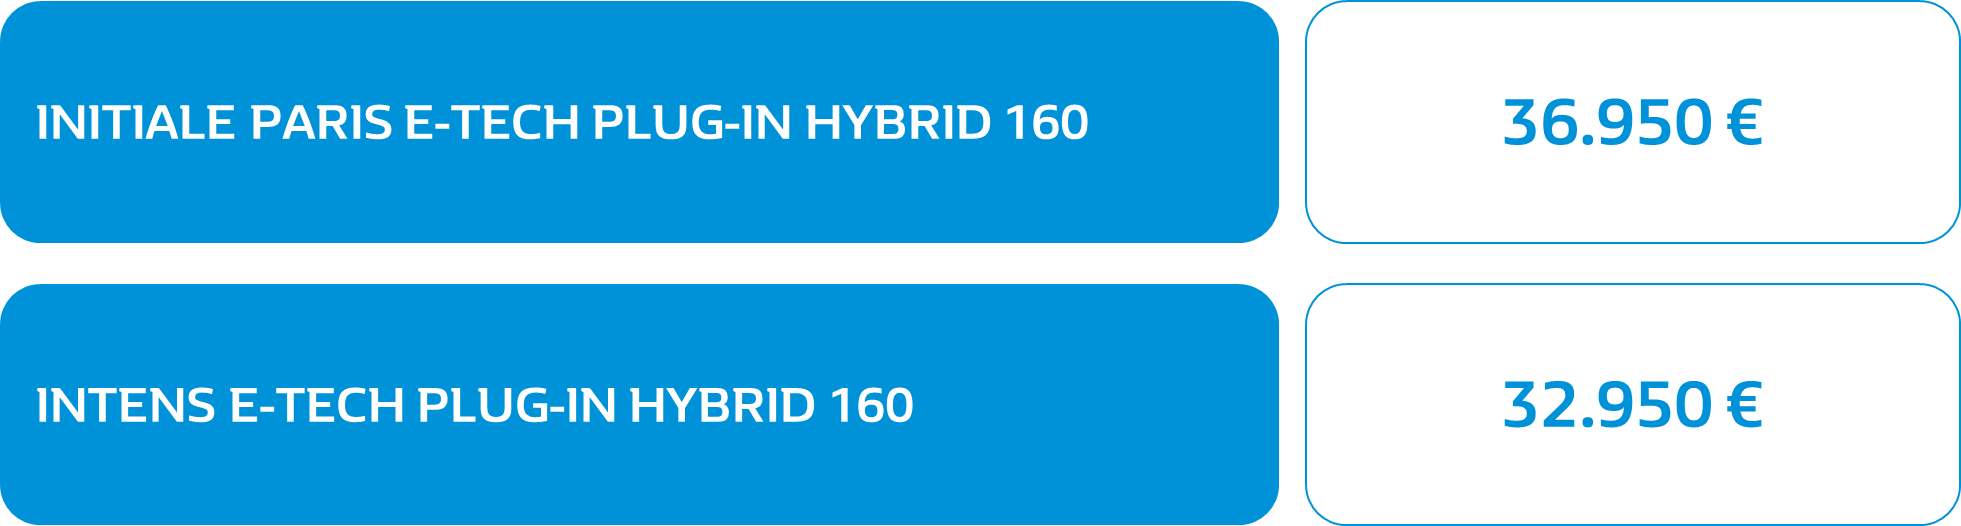 INITIALE PARIS E-TECH PLUG-IN HYBRID 160
36.950 €
INTENS E-TECH PLUG-IN HYBRID 160
32.950 €